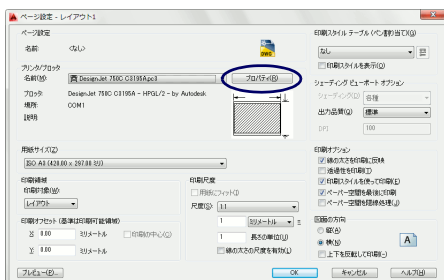 ページ設定 - レイアウト1
ページ設定
名前:
<なし>
DWG
プリンタ/プロッタ
名前(M):
DesignJet 750C C3195A.pc3
プロパティ(R)
プロッタ:
DesignJet 750C C3195A - HPGL/2 - by Autodesk
場所:
COM1
説明:
用紙サイズ(Z)
ISO A3 (420.00 x 297.00 ミリ)
印刷領域
印刷対象(W):
レイアウト
印刷オフセット (基準は印刷可能領域)
X
0.00
ミリメートル
印刷の中心(C)
Y
0.00
ミリメートル
印刷尺度
用紙にフィット(I)
尺度(S):
1:1
1
ミリメートル
=
1
長さの単位(U)
線の太さの尺度を有効(L)
印刷スタイル テーブル (ペン割り当て)(G)
なし
印刷スタイルを表示(D)
シェーディング ビューポート オプション
シェーディング(D)
各種
出力品質(Q)
標準
DPI
100
印刷オプション
線の太さを印刷に反映
透過性を印刷(T)
印刷スタイルを使って印刷(E)
ペーパー空間を最後に印刷
ペーパー空間を隠線処理(J)
図面の方向
縦(A)
横(N)
上下を反転して印刷(-)
A
プレビュー(P)...
OK
キャンセル
ヘルプ(H)